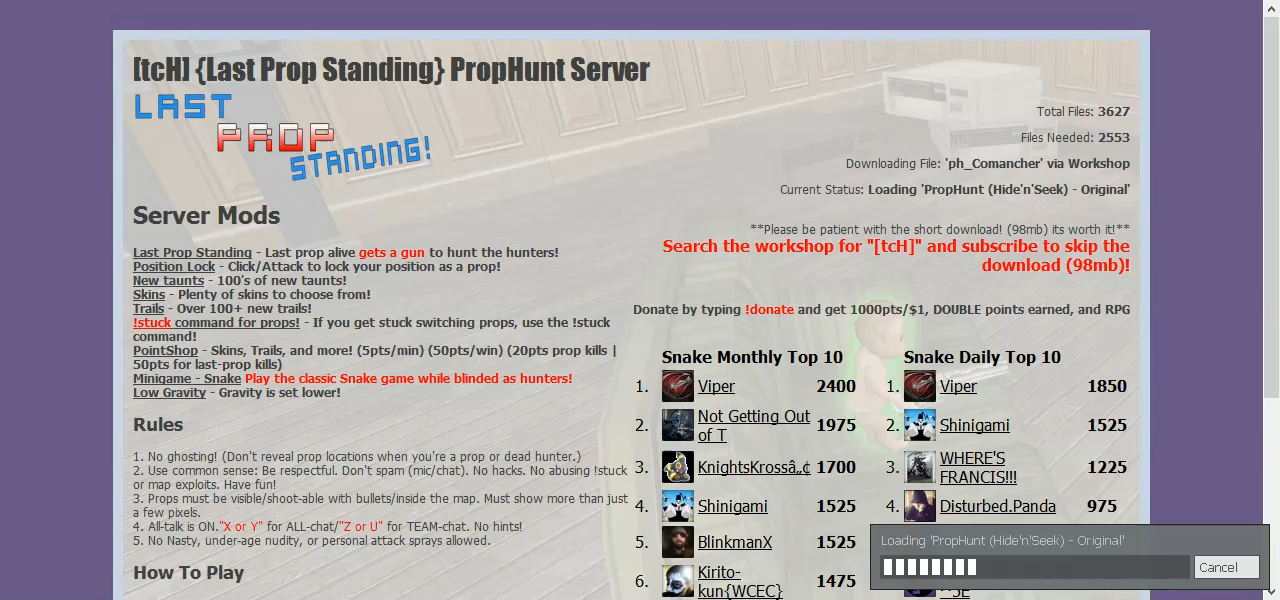 [tcH] {Last Prop Standing} PropHunt Server
LAST
PROP
STANDING!
Total Files: 3627
Files Needed: 2553
Downloading File: 'ph_Comancher' via Workshop
Current Status: Loading 'PropHunt (Hide'n'Seek) - Original'
**Please be patient with the short download! (98mb) its worth it!**
Search the workshop for "[tcH]" and subscribe to skip the
download (98mb)!
Donate by typing !donate and get 1000pts/$1, DOUBLE points earned, and RPG
Server Mods
Last Prop Standing - Last prop alive gets a gun to hunt the hunters!
Position Lock - Click/Attack to lock your position as a prop!
New taunts - 100's of new taunts!
Skins - Plenty of skins to choose from!
Trails - Over 100+ new trails!
!stuck command for props! - If you get stuck switching props, use the !stuck
command!
PointShop - Skins, Trails, and more! (5pts/min) (50pts/win) (20pts prop kills |
50pts for last-prop kills)
Minigame - Snake Play the classic Snake game while blinded as hunters!
Low Gravity - Gravity is set lower!
Rules
1. No ghosting! (Don't reveal prop locations when you're a prop or dead hunter.)
2. Use common sense: Be respectful. Don't spam (mic/chat). No hacks. No abusing !stuck
or map exploits. Have fun!
3. Props must be visible/shoot-able with bullets/inside the map. Must show more than just
a few pixels.
4. All-talk is ON."X or Y" for ALL-chat/"Z or U" for TEAM-chat. No hints!
5. No Nasty, under-age nudity, or personal attack sprays allowed.
How To Play
Snake Monthly Top 10
1. Viper 2400
2. Not Getting Out
of T 1975
3. KnightsKrossâ„¢ 1700
4. Shinigami 1525
5. BlinkmanX 1525
6. Kirito-
kun{WCEC} 1475
Snake Daily Top 10
1. Viper 1850
2. Shinigami 1525
3. WHERE'S
FRANCIS!!! 1225
4. Disturbed.Panda 975
Loading 'PropHunt (Hide'n'Seek) - Original'
Cancel